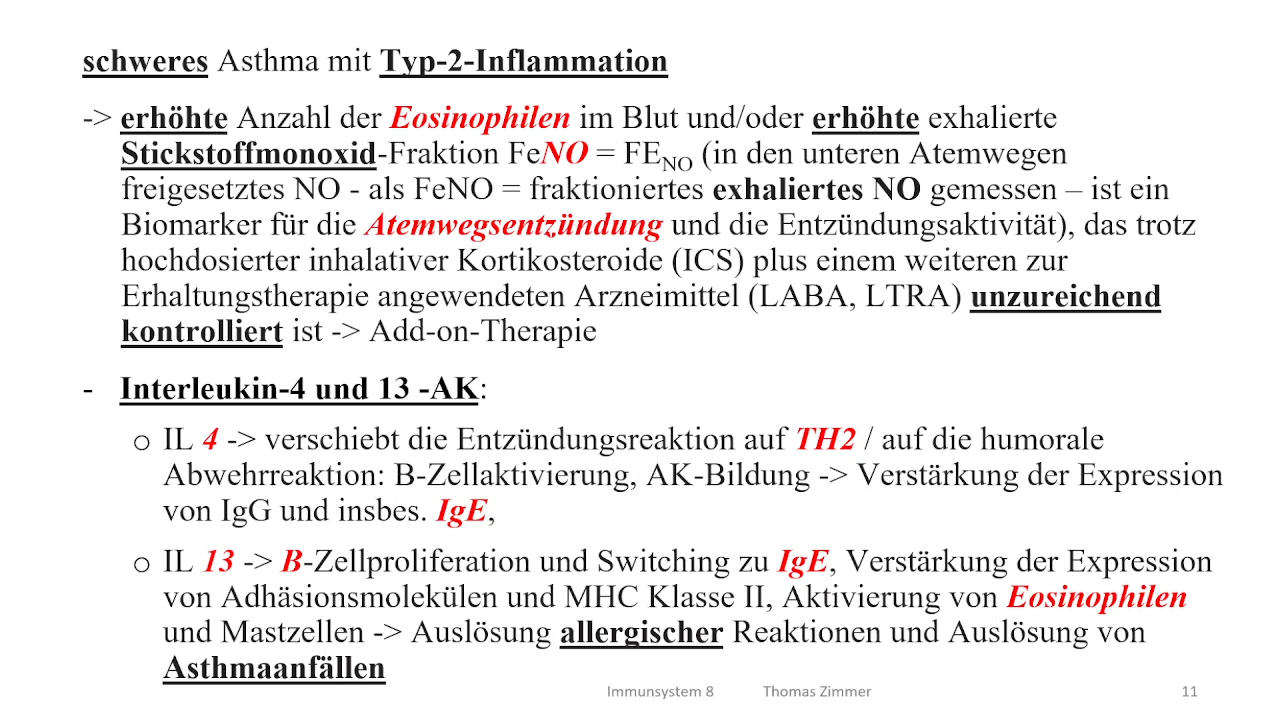 schweres Asthma mit Typ-2-Inflammation
-> erhöhte Anzahl der Eosinophilen im Blut und/oder erhöhte exhalierte
Stickstoffmonoxid-Fraktion FeNO = FENO (in den unteren Atemwegen
freigesetztes NO - als FeNO = fraktioniertes exhaliertes NO gemessen – ist ein
Biomarker für die Atemwegsentzündung und die Entzündungsaktivität), das trotz
hochdosierter inhalativer Kortikosteroide (ICS) plus einem weiteren zur
Erhaltungstherapie angewendeten Arzneimittel (LABA, LTRA) unzureichend
kontrolliert ist -> Add-on-Therapie
- Interleukin-4 und 13 -AK:
o IL 4 -> verschiebt die Entzündungsreaktion auf TH2 / auf die humorale
Abwehrreaktion: B-Zellaktivierung, AK-Bildung -> Verstärkung der Expression
von IgG und insbes. IgE,
o IL 13 -> B-Zellproliferation und Switching zu IgE, Verstärkung der Expression
von Adhäsionsmolekülen und MHC Klasse II, Aktivierung von Eosinophilen
und Mastzellen -> Auslösung allergischer Reaktionen und Auslösung von
Asthmaanfällen
Immunsystem 8 Thomas Zimmer 11